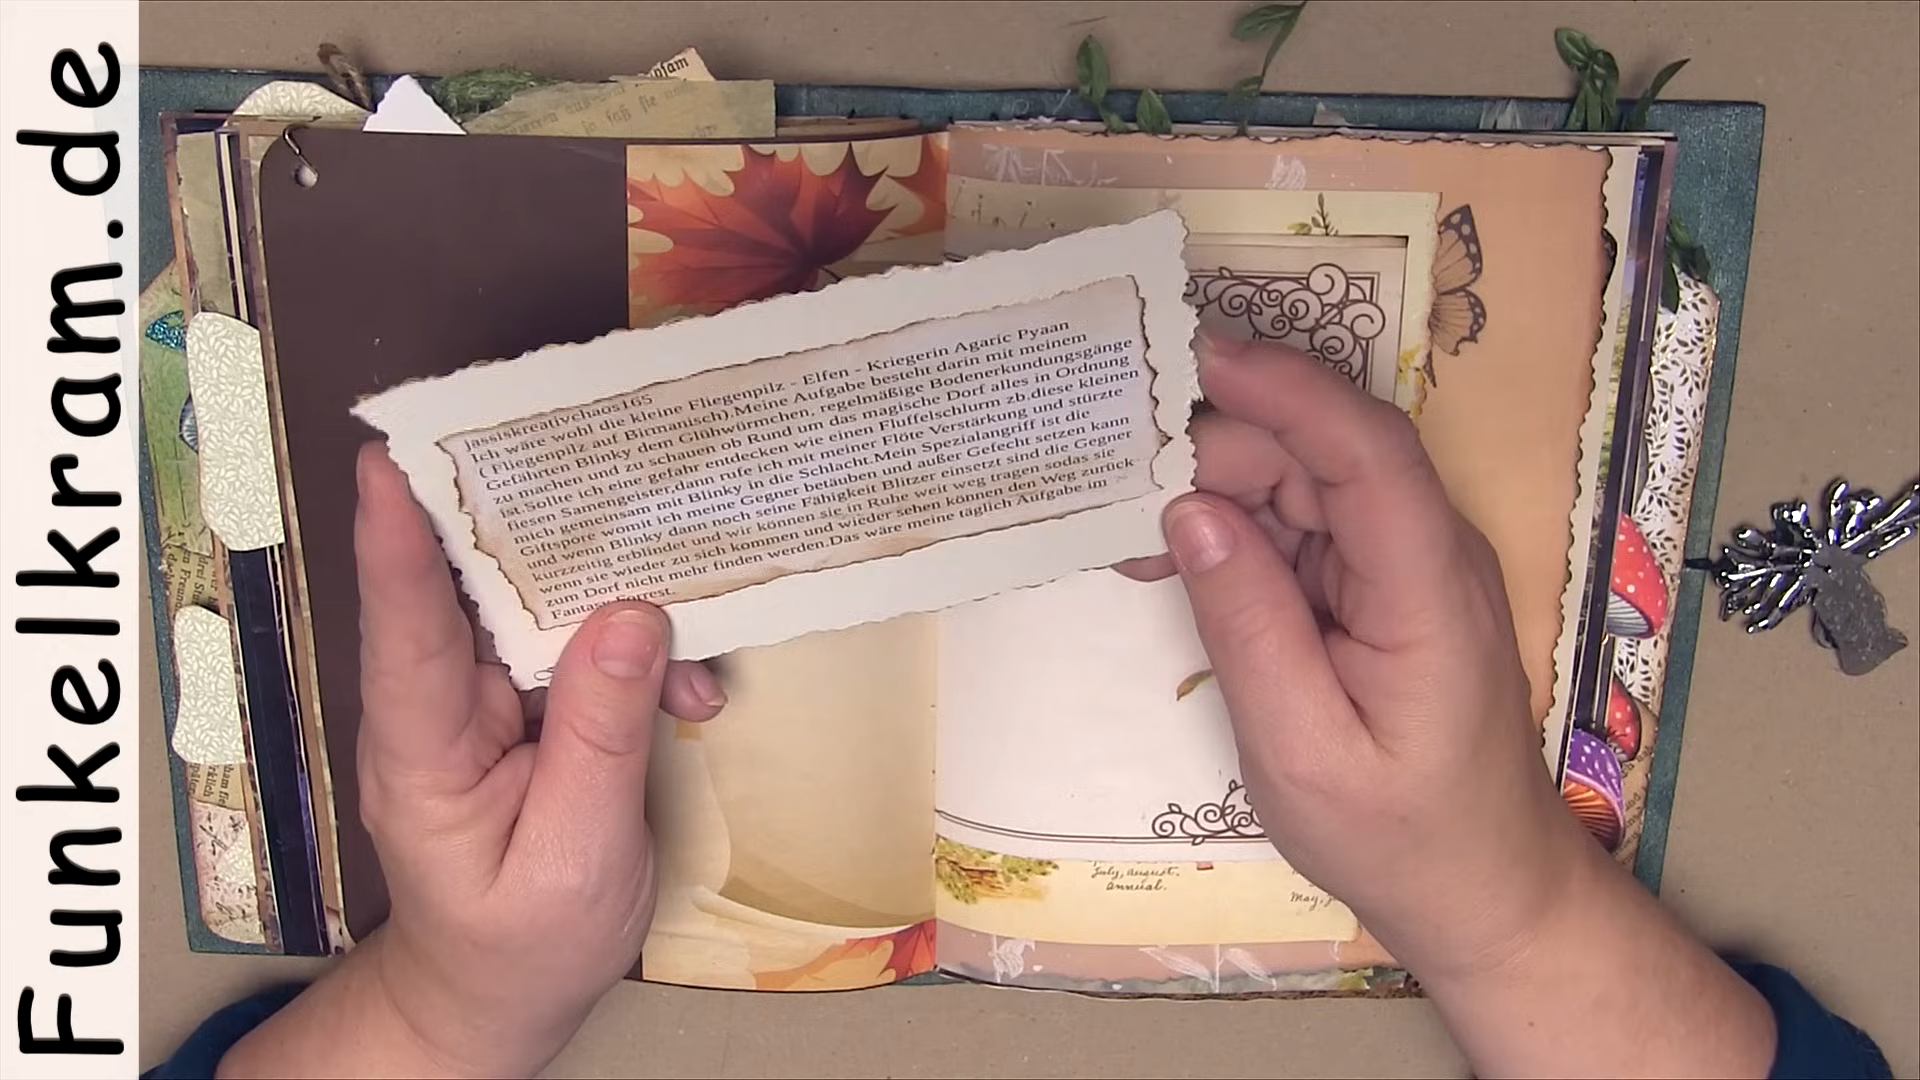 Funkelkram.de
jassiskreativchaos165
Ich wäre wohl die kleine Fliegenpilz - Elfen - Kriegerin Agaric Pyaan
( Fliegenpilz auf Birmanisch).Meine Aufgabe besteht darin mit meinem
Gefährten Blinky dem Glühwürmchen, regelmäßige Bodenerkundungsgänge
zu machen und zu schauen ob Rund um das magische Dorf alles in Ordnung
ist.Sollte ich eine gefahr entdecken wie einen Fluffelschlurm zb.diese kleinen
fiesen Samengeister,dann rufe ich mit meiner Flöte Verstärkung und stürzte
mich gemeinsam mit Blinky in die Schlacht.Mein Spezialangriff ist die
Giftspore womit ich meine Gegner betäuben und außer Gefecht setzen kann
und wenn Blinky dann noch seine Fähigkeit Blitzer einsetzt sind die Gegner
kurzzeitig erblindet und wir können sie in Ruhe weit weg tragen sodas sie
wenn sie wieder zu sich kommen und wieder sehen können den Weg zurück
zum Dorf nicht mehr finden werden.Das wäre meine täglich Aufgabe im
Fantasy Forrest.
July, august.
annual.
May,